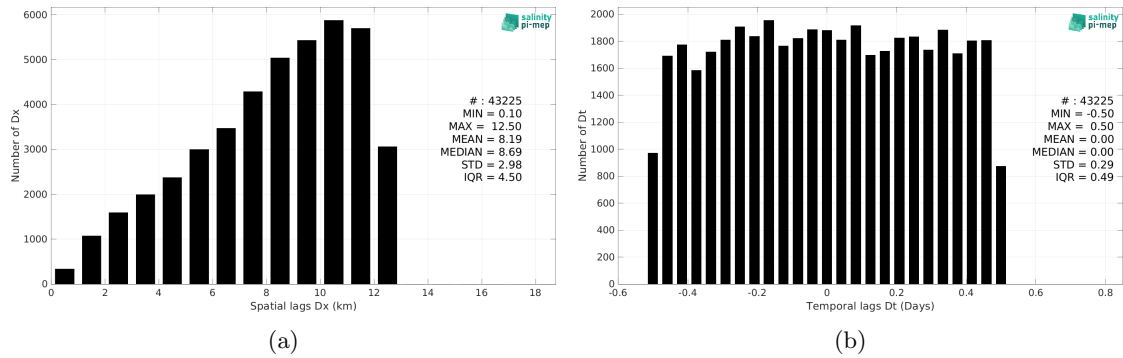 salinity
pi-mep
6000
5000
4000
3000
2000
1000
0
Number of Dx
# : 43225
MIN = 0.10
MAX = 12.50
MEAN = 8.19
MEDIAN = 8.69
STD = 2.98
IQR = 4.50
0 2 4 6 8 10 12 14 16 18
Spatial lags Dx (km)
(a)
salinity
pi-mep
2000
1800
1600
1400
1200
1000
800
600
400
200
0
Number of Dt
# : 43225
MIN = -0.50
MAX = 0.50
MEAN = 0.00
MEDIAN = 0.00
STD = 0.29
IQR = 0.49
-0.6 -0.4 -0.2 0 0.2 0.4 0.6 0.8
Temporal lags Dt (Days)
(b)